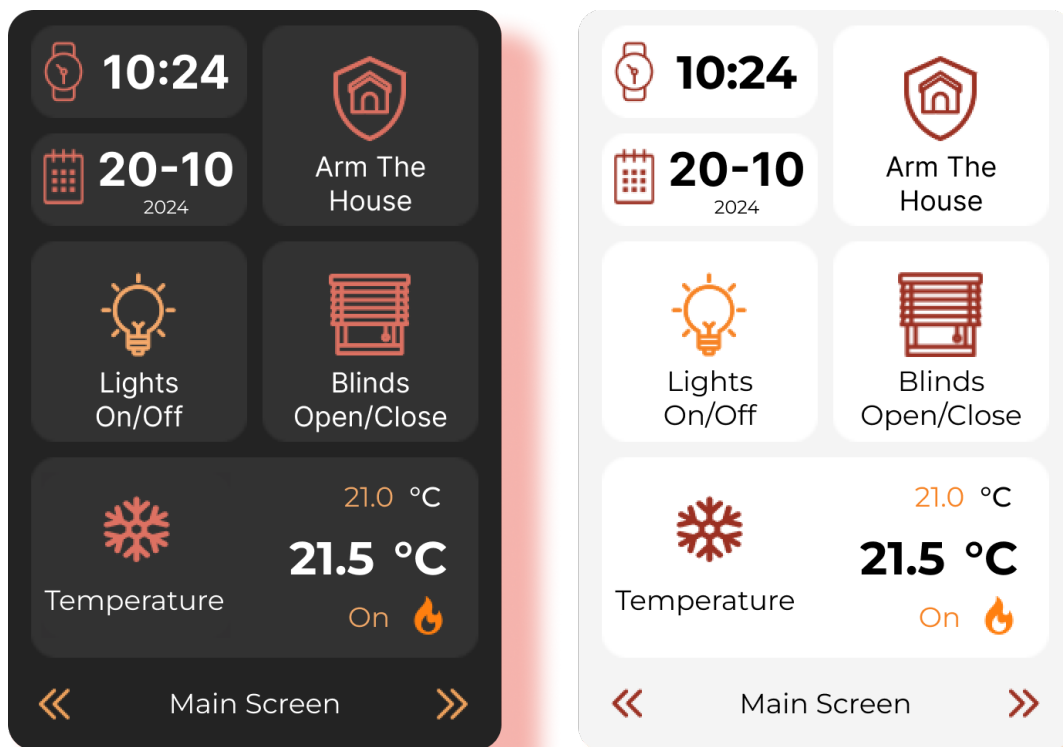 10:24
20-10
2024
Arm The
House
Lights
On/Off
Blinds
Open/Close
Temperature
21.0 °C
21.5 °C
On
Main Screen
10:24
20-10
2024
Arm The
House
Lights
On/Off
Blinds
Open/Close
Temperature
21.0 °C
21.5 °C
On
Main Screen